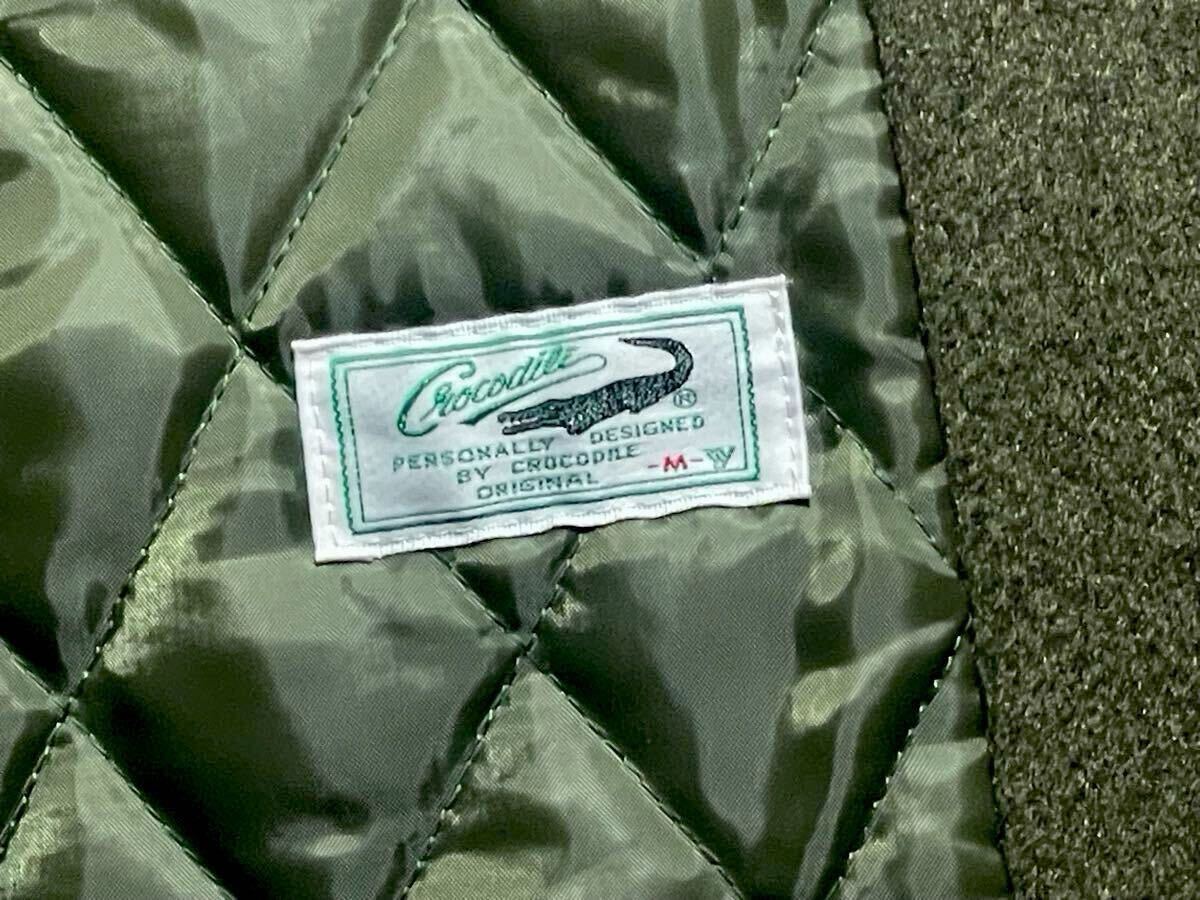 Crocodile
®
PERSONALLY DESIGNED
BY CROCODILE
ORIGINAL
-M- W